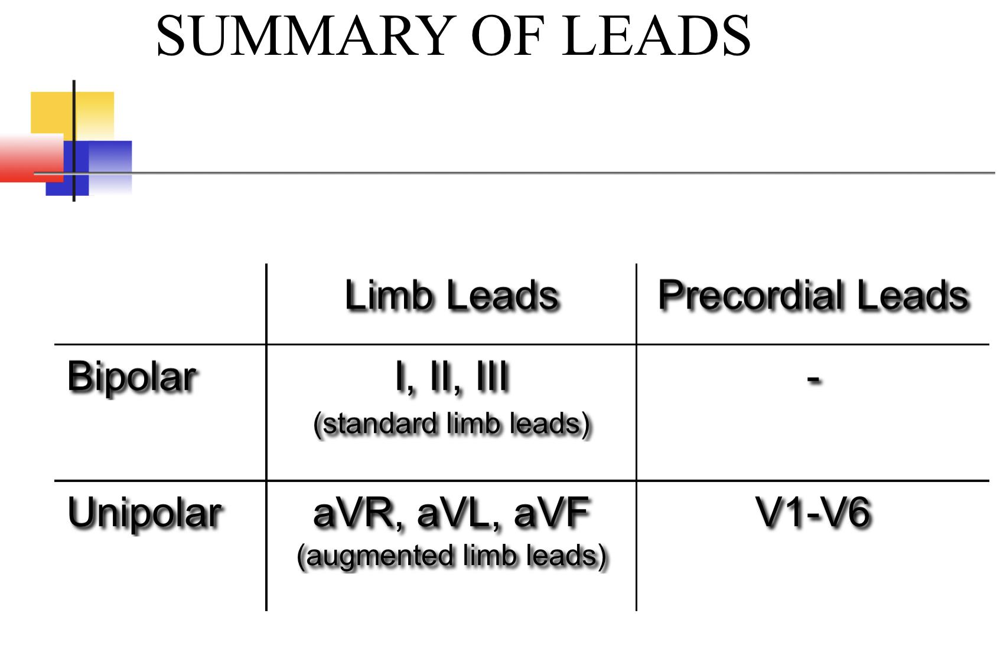 SUMMARY OF LEADS
Limb Leads Precordial Leads
Bipolar I, II, III -
(standard limb leads)
Unipolar aVR, aVL, aVF V1-V6
(augmented limb leads)